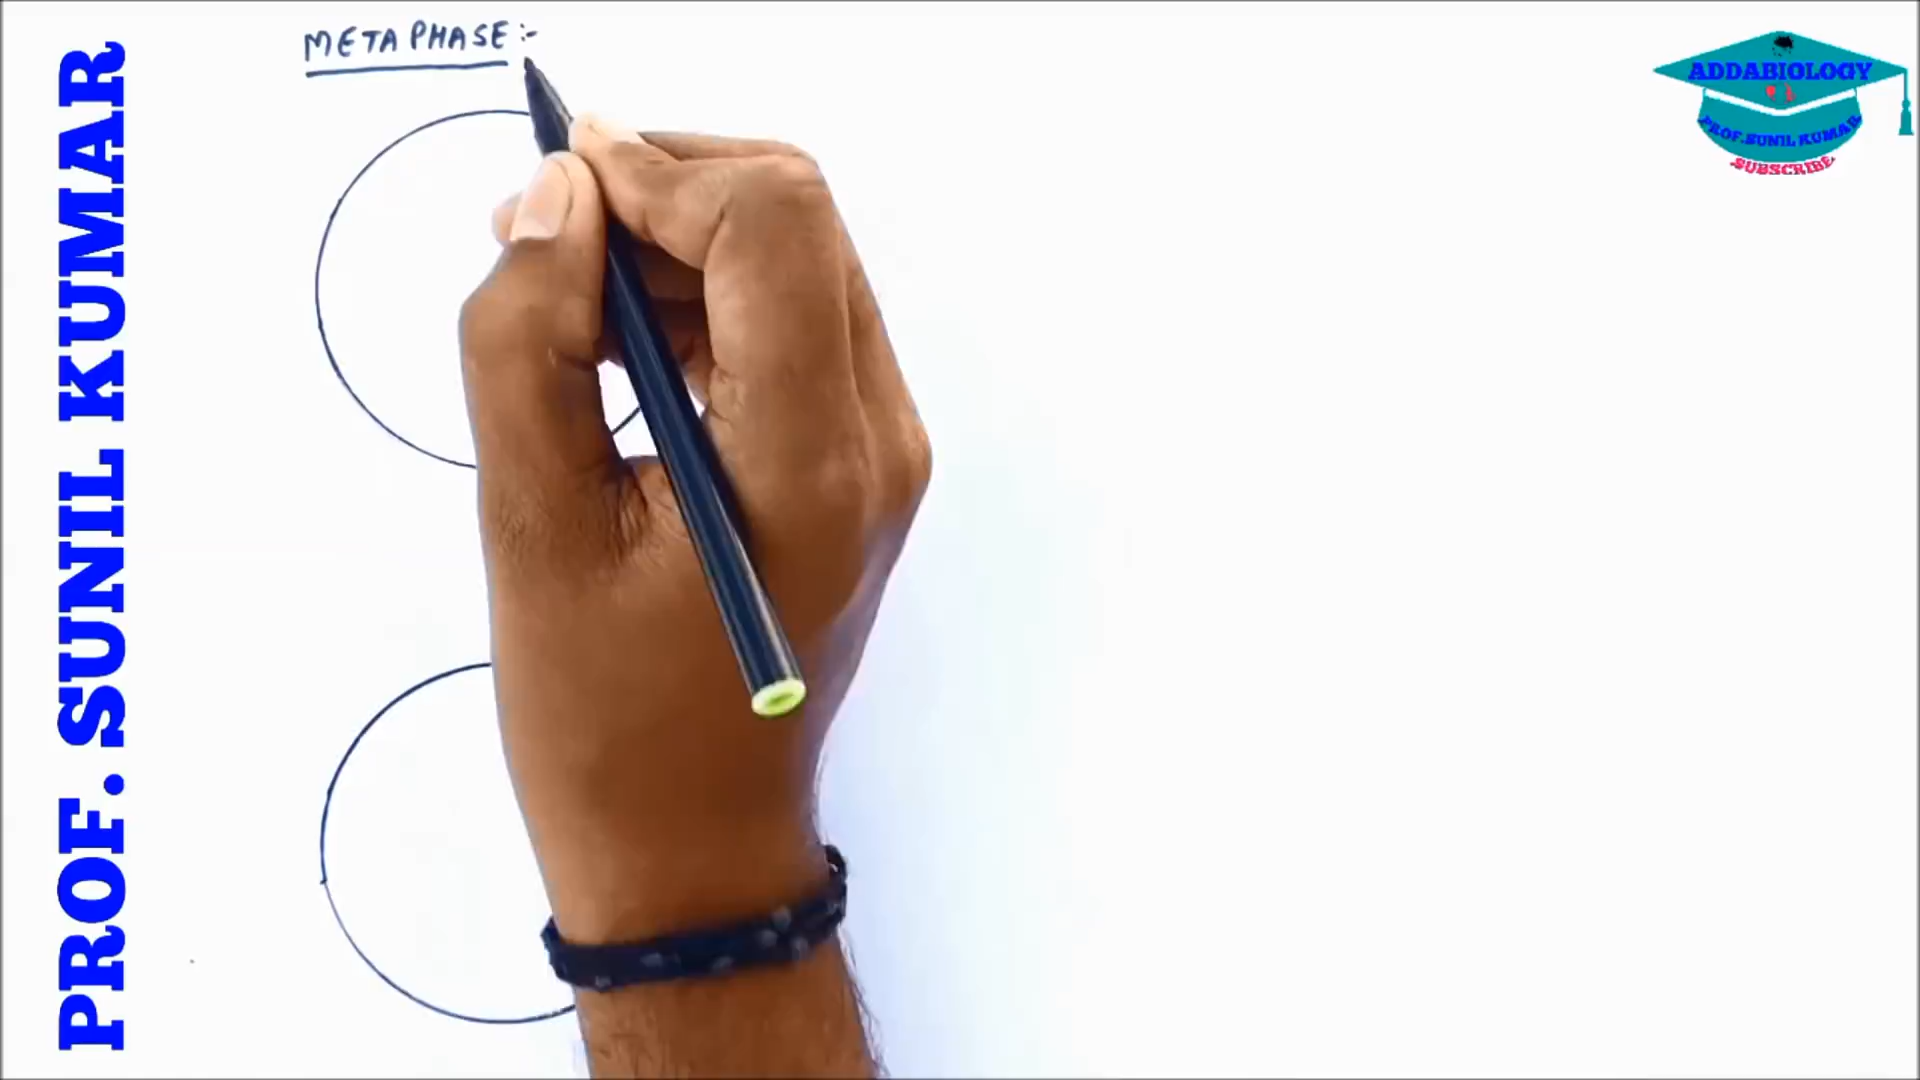 METAPHASE :-
PROF. SUNIL KUMAR
ADDABIOLOGY
PROF.SUNIL KUMAR
SUBSCRIBE